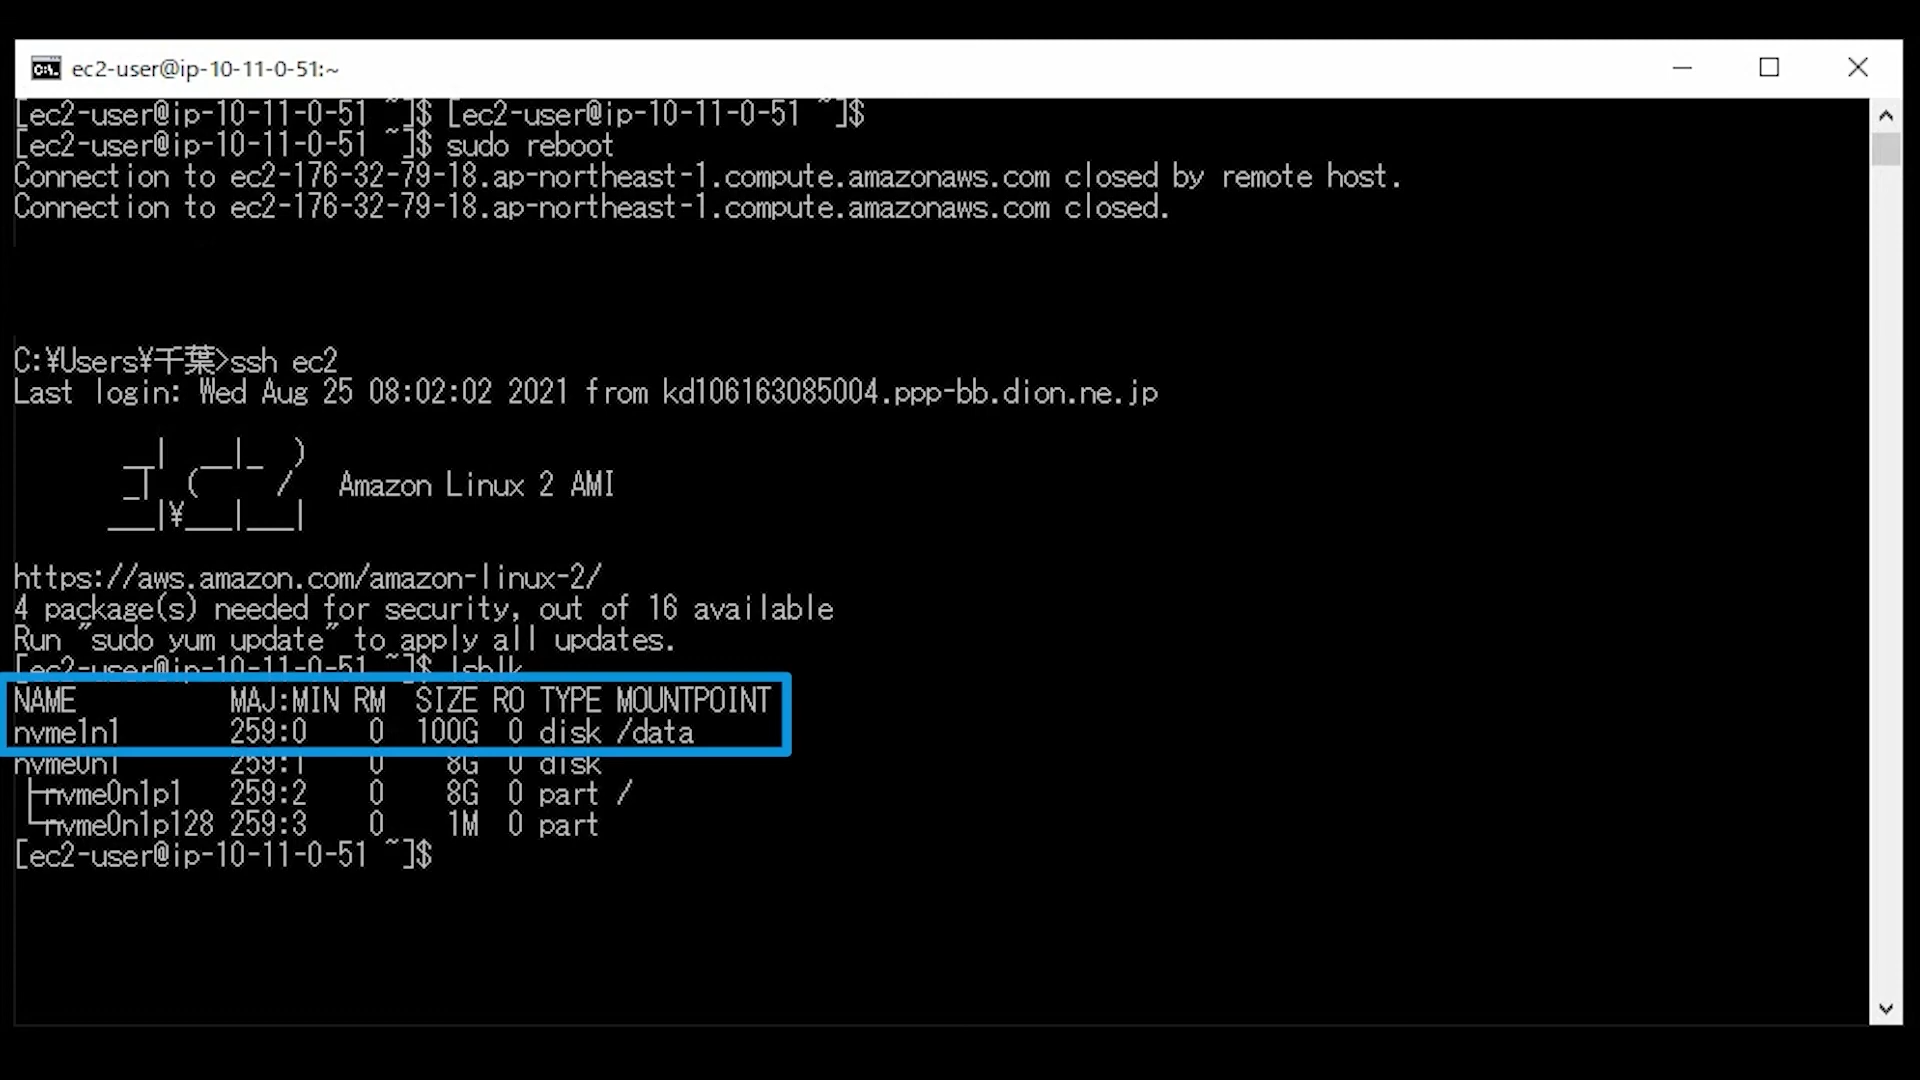 ec2-user@ip-10-11-0-51:~
[ec2-user@ip-10-11-0-51 ~]$ [ec2-user@ip-10-11-0-51 ~]$
[ec2-user@ip-10-11-0-51 ~]$ sudo reboot
Connection to ec2-176-32-79-18.ap-northeast-1.compute.amazonaws.com closed by remote host.
Connection to ec2-176-32-79-18.ap-northeast-1.compute.amazonaws.com closed.
C:¥Users¥千葉>ssh ec2
Last login: Wed Aug 25 08:02:02 2021 from kd106163085004.ppp-bb.dion.ne.jp
__|  __|_  )
_|  (     /   Amazon Linux 2 AMI
___|¥___|___|
https://aws.amazon.com/amazon-linux-2/
4 package(s) needed for security, out of 16 available
Run "sudo yum update" to apply all updates.
[ec2-user@ip-10-11-0-51 ~]$ lsblk
NAME          MAJ:MIN RM  SIZE RO TYPE MOUNTPOINT
nvme1n1       259:0    0  100G  0 disk /data
nvme0n1       259:1    0    8G  0 disk
├─nvme0n1p1   259:2    0    8G  0 part /
└─nvme0n1p128 259:3    0    1M  0 part
[ec2-user@ip-10-11-0-51 ~]$